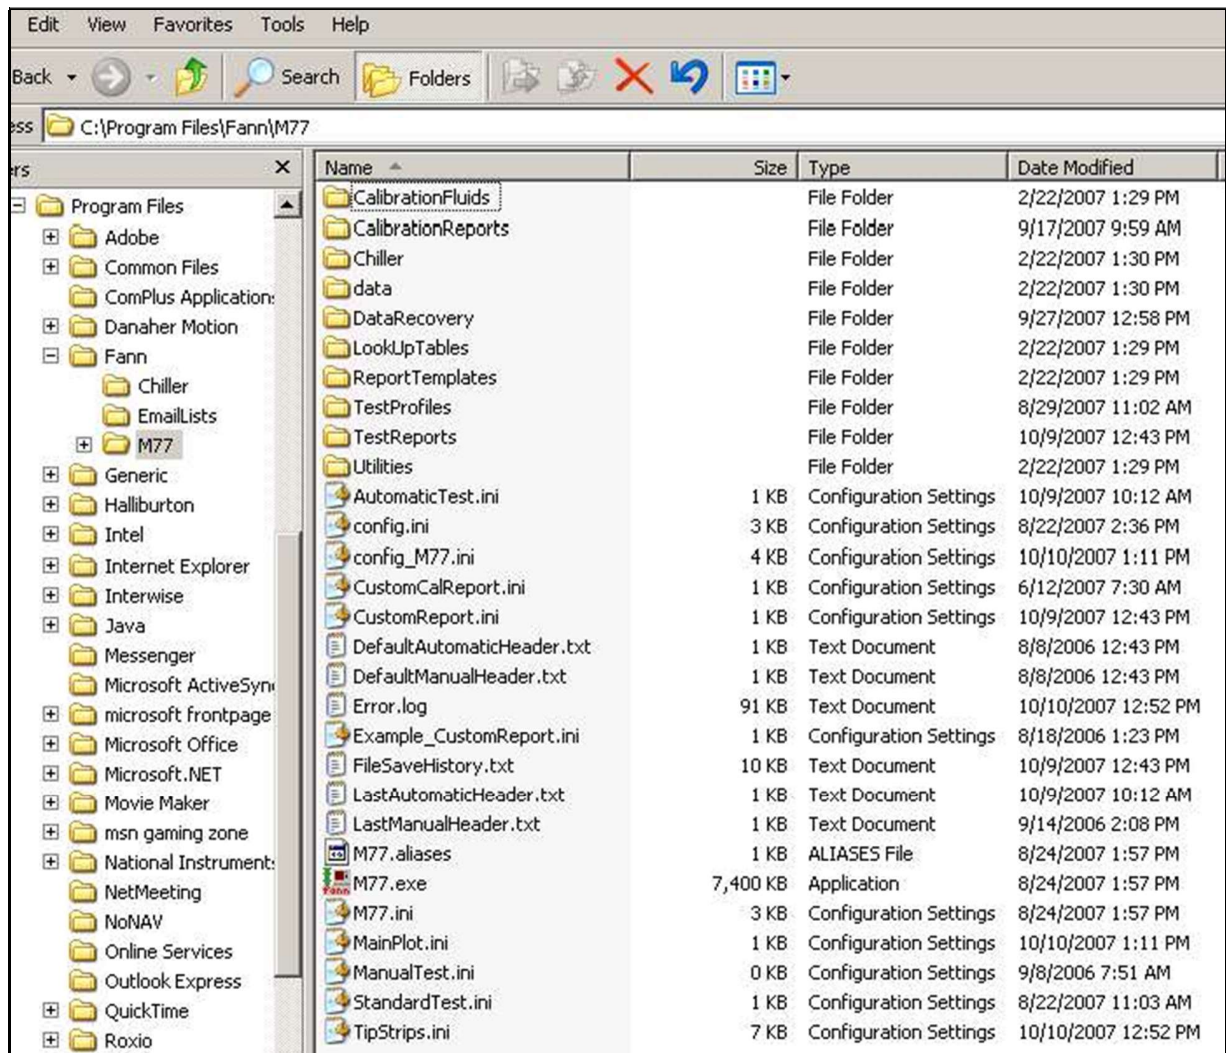 Edit View Favorites Tools Help
Back Search Folders
ess C:\Program Files\Fann\M77
ers
Program Files
Adobe
Common Files
ComPlus Application
Danaher Motion
Fann
Chiller
EmailLists
M77
Generic
Halliburton
Intel
Internet Explorer
Interwise
Java
Messenger
Microsoft ActiveSyn
microsoft frontpage
Microsoft Office
Microsoft.NET
Movie Maker
msn gaming zone
National Instrument
NetMeeting
NoNAV
Online Services
Outlook Express
QuickTime
Roxio
Name Size Type Date Modified
CalibrationFluids File Folder 2/22/2007 1:29 PM
CalibrationReports File Folder 9/17/2007 9:59 AM
Chiller File Folder 2/22/2007 1:30 PM
data File Folder 2/22/2007 1:30 PM
DataRecovery File Folder 9/27/2007 12:58 PM
LookUpTables File Folder 2/22/2007 1:29 PM
ReportTemplates File Folder 2/22/2007 1:29 PM
TestProfiles File Folder 8/29/2007 11:02 AM
TestReports File Folder 10/9/2007 12:43 PM
Utilities File Folder 2/22/2007 1:29 PM
AutomaticTest.ini 1 KB Configuration Settings 10/9/2007 10:12 AM
config.ini 3 KB Configuration Settings 8/22/2007 2:36 PM
config_M77.ini 4 KB Configuration Settings 10/10/2007 1:11 PM
CustomCalReport.ini 1 KB Configuration Settings 6/12/2007 7:30 AM
CustomReport.ini 1 KB Configuration Settings 10/9/2007 12:43 PM
DefaultAutomaticHeader.txt 1 KB Text Document 8/8/2006 12:43 PM
DefaultManualHeader.txt 1 KB Text Document 8/8/2006 12:43 PM
Error.log 91 KB Text Document 10/10/2007 12:52 PM
Example_CustomReport.ini 1 KB Configuration Settings 8/18/2006 1:23 PM
FileSaveHistory.txt 10 KB Text Document 10/9/2007 12:43 PM
LastAutomaticHeader.txt 1 KB Text Document 10/9/2007 10:12 AM
LastManualHeader.txt 1 KB Text Document 9/14/2006 2:08 PM
M77.aliases 1 KB ALIASES File 8/24/2007 1:57 PM
M77.exe 7,400 KB Application 8/24/2007 1:57 PM
M77.ini 3 KB Configuration Settings 8/24/2007 1:57 PM
MainPlot.ini 1 KB Configuration Settings 10/10/2007 1:11 PM
ManualTest.ini 0 KB Configuration Settings 9/8/2006 7:51 AM
StandardTest.ini 1 KB Configuration Settings 8/22/2007 11:03 AM
TipStrips.ini 7 KB Configuration Settings 10/10/2007 12:52 PM